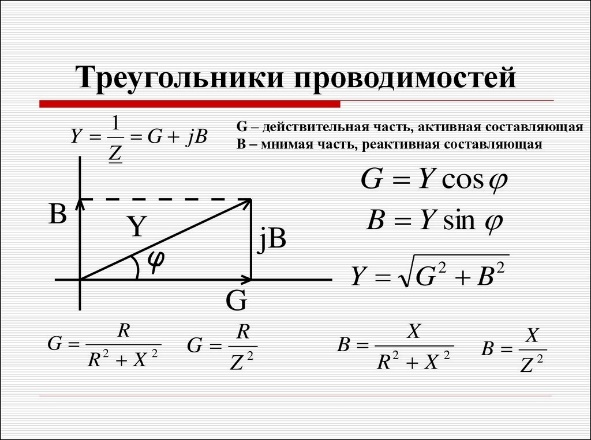 Треугольники проводимостей
Y = 1/Z = G + jB
G – действительная часть, активная составляющая
B – мнимая часть, реактивная составляющая
G = Y cos φ
B = Y sin φ
Y = √(G² + B²)
B
Y
φ
jB
G
G = R/(R² + X²)
G = R/Z²
B = X/(R² + X²)
B = X/Z²